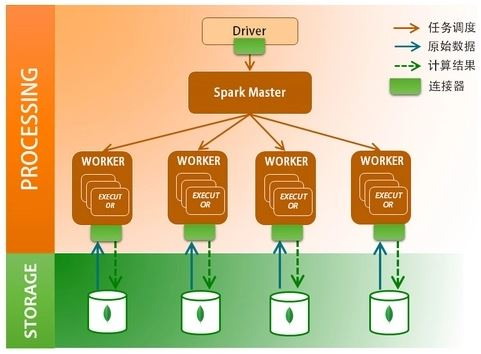 Driver
任务调度
原始数据
计算结果
连接器
Spark Master
PROCESSING
WORKER
EXECUT
OR
WORKER
EXECUT
OR
WORKER
EXECUT
OR
WORKER
EXECUT
OR
STORAGE